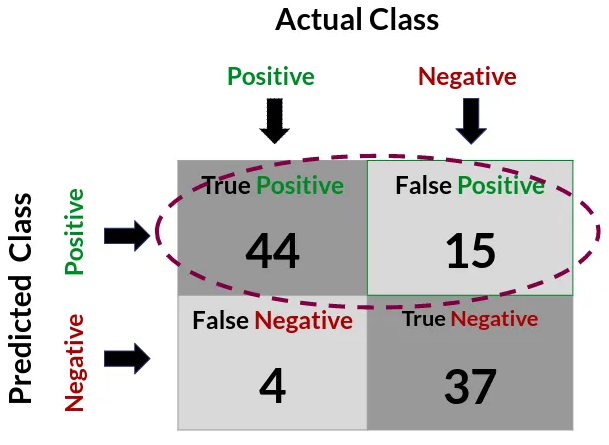 Actual Class
Positive
Negative
Predicted Class
Positive
Negative
True Positive
False Positive
44
15
False Negative
True Negative
4
37